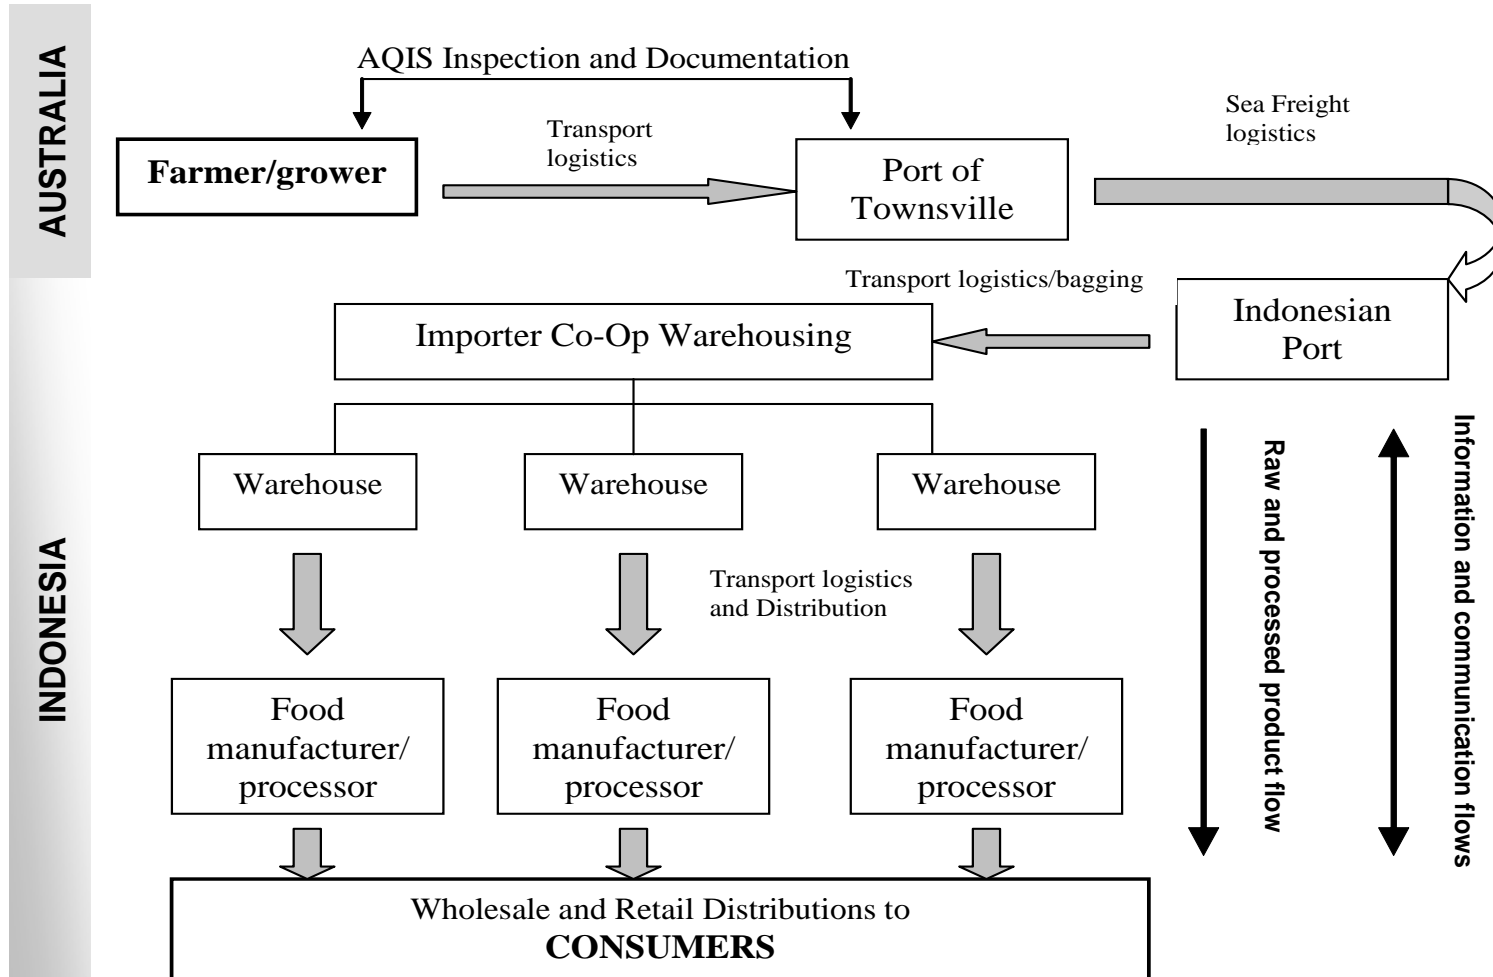 AUSTRALIA
AQIS Inspection and Documentation
Farmer/grower
Transport
logistics
Port of
Townsville
Sea Freight
logistics
INDONESIA
Transport logistics/bagging
Indonesian
Port
Importer Co-Op Warehousing
Warehouse
Warehouse
Warehouse
Transport logistics
and Distribution
Food
manufacturer/
processor
Food
manufacturer/
processor
Food
manufacturer/
processor
Raw and processed product flow
Information and communication flows
Wholesale and Retail Distributions to
CONSUMERS